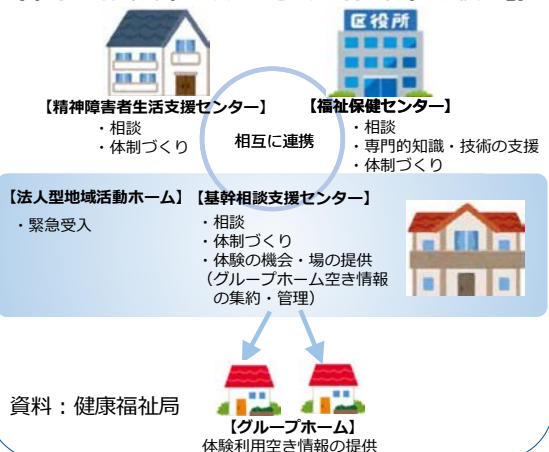 区役所
【精神障害者生活支援センター】
・相談
・体制づくり
【福祉保健センター】
・相談
・専門的知識・技術の支援
・体制づくり
相互に連携
【法人型地域活動ホーム】
・緊急受入
【基幹相談支援センター】
・相談
・体制づくり
・体験の機会・場の提供
（グループホーム空き情報
の集約・管理）
資料：健康福祉局
【グループホーム】
体験利用空き情報の提供